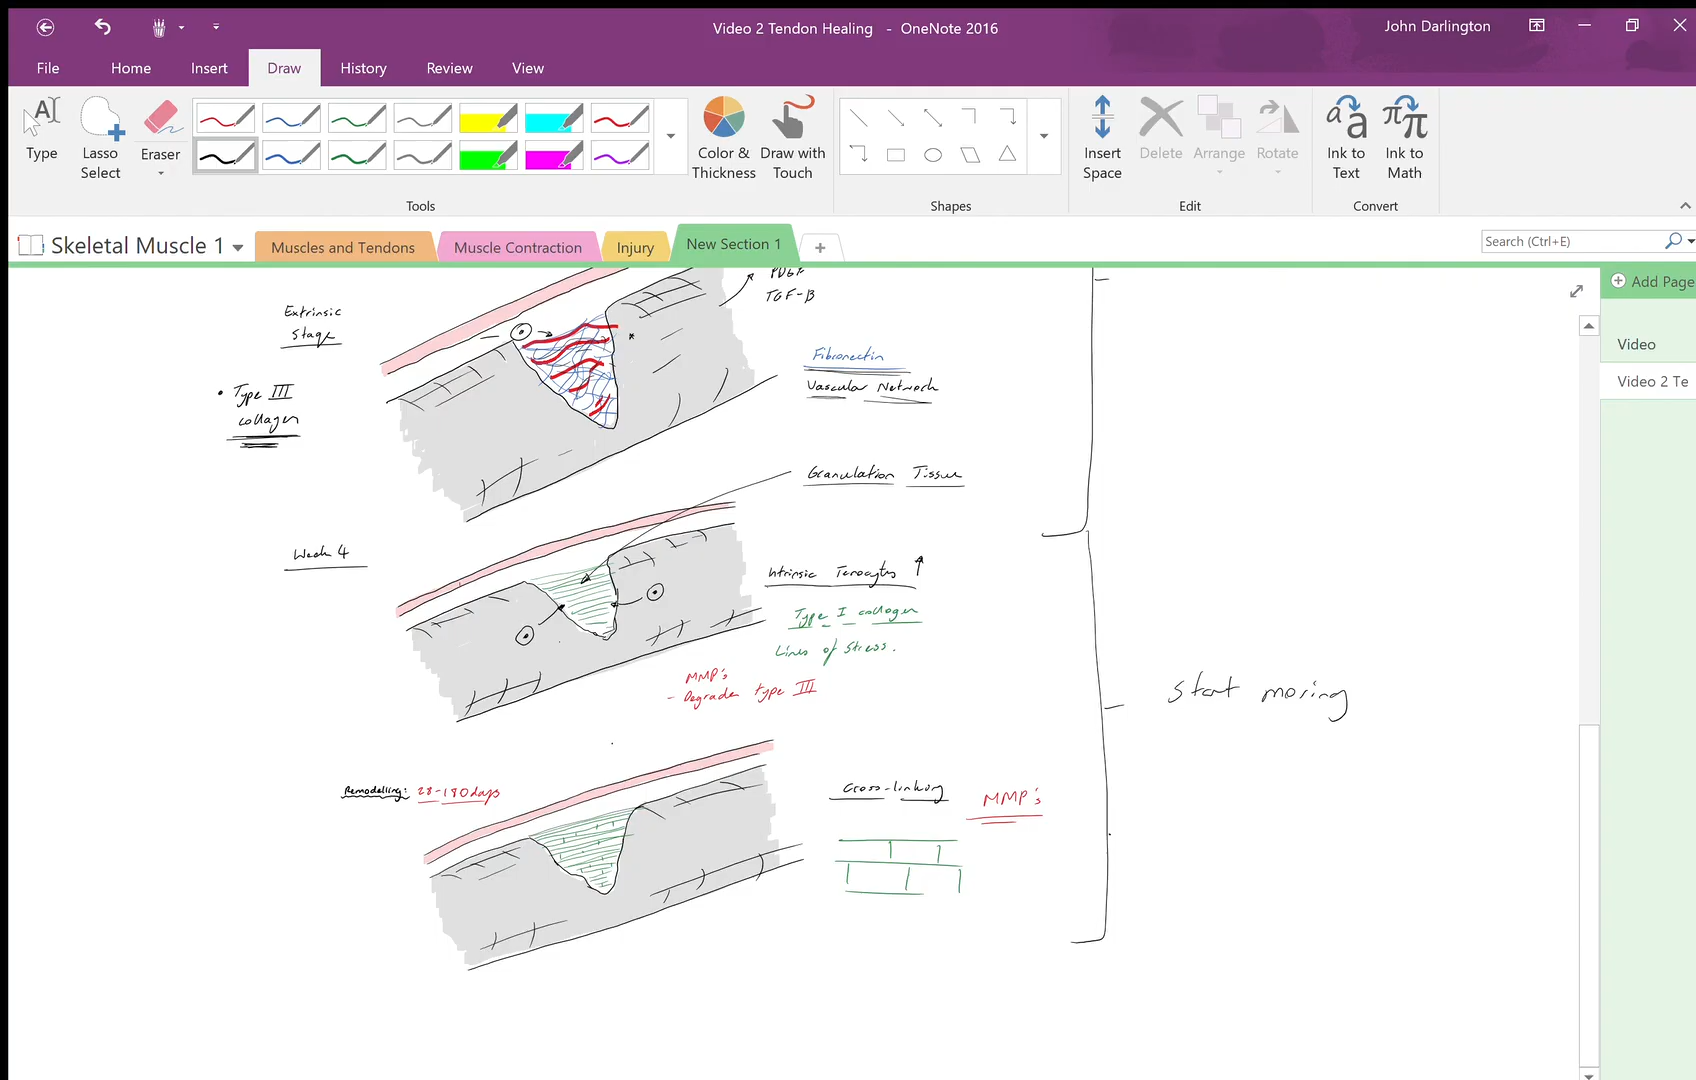 Video 2 Tendon Healing - OneNote 2016
John Darlington
File Home Insert Draw History Review View
Type
Lasso Select
Eraser
Color & Thickness
Draw with Touch
Insert Space
Delete
Arrange
Rotate
Ink to Text
Ink to Math
Tools
Shapes
Edit
Convert
Skeletal Muscle 1
Muscles and Tendons
Muscle Contraction
Injury
New Section 1
Search (Ctrl+E)
Add Page
Video
Video 2 Te
PDGF
TGF-β
Extrinsic
Stage
• Type III
collagen
Fibronectin
Vascular Network
Granulation Tissue
Week 4
Intrinsic Tenocytes ↑
Type I collagen
Lines of stress.
MMP's
- Degrades type III
Start moving
Remodelling: 28-180 days
Cross-linking
MMP's